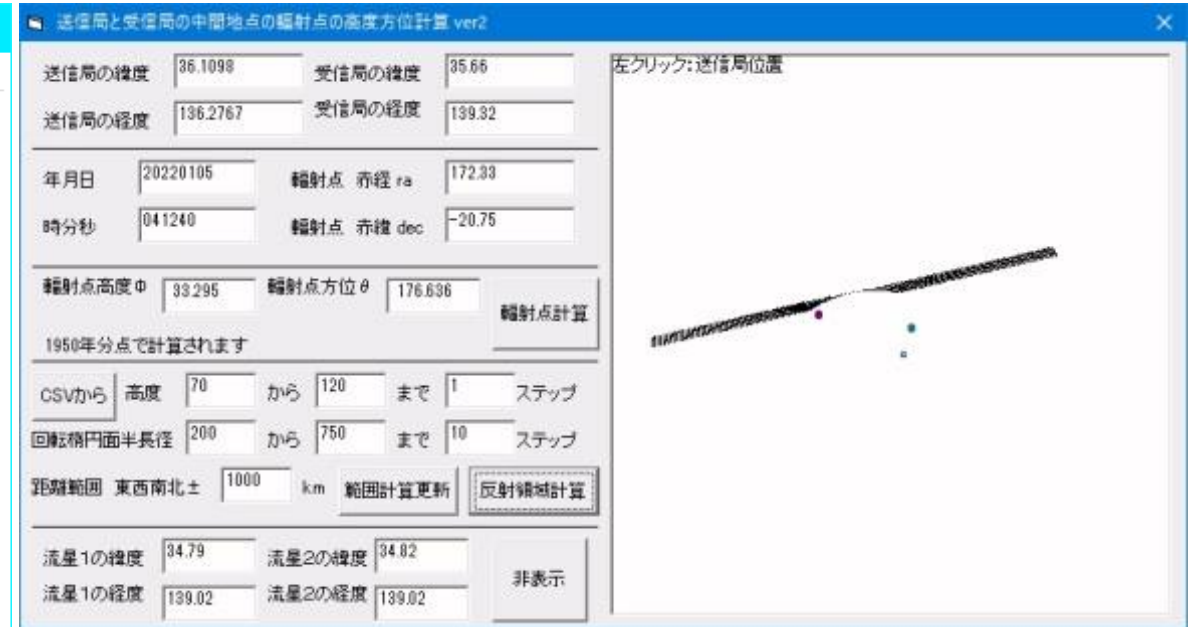 送信局と受信局の中間地点の輻射点の高度方位計算 ver2
送信局の緯度 36.1098 受信局の緯度 35.66
送信局の経度 136.2767 受信局の経度 139.32
年月日 20220105 輻射点 赤経 ra 172.33
時分秒 041240 輻射点 赤緯 dec -20.75
輻射点高度Φ 33.295 輻射点方位θ 176.636
輻射点計算
1950年分点で計算されます
CSVから 高度 70 から 120 まで 1 ステップ
回転楕円面半長径 200 から 750 まで 10 ステップ
距離範囲 東西南北± 1000 km 範囲計算更新 反射領域計算
流星1の緯度 34.79 流星2の緯度 34.82
非表示
流星1の経度 139.02 流星2の経度 139.02
左クリック:送信局位置